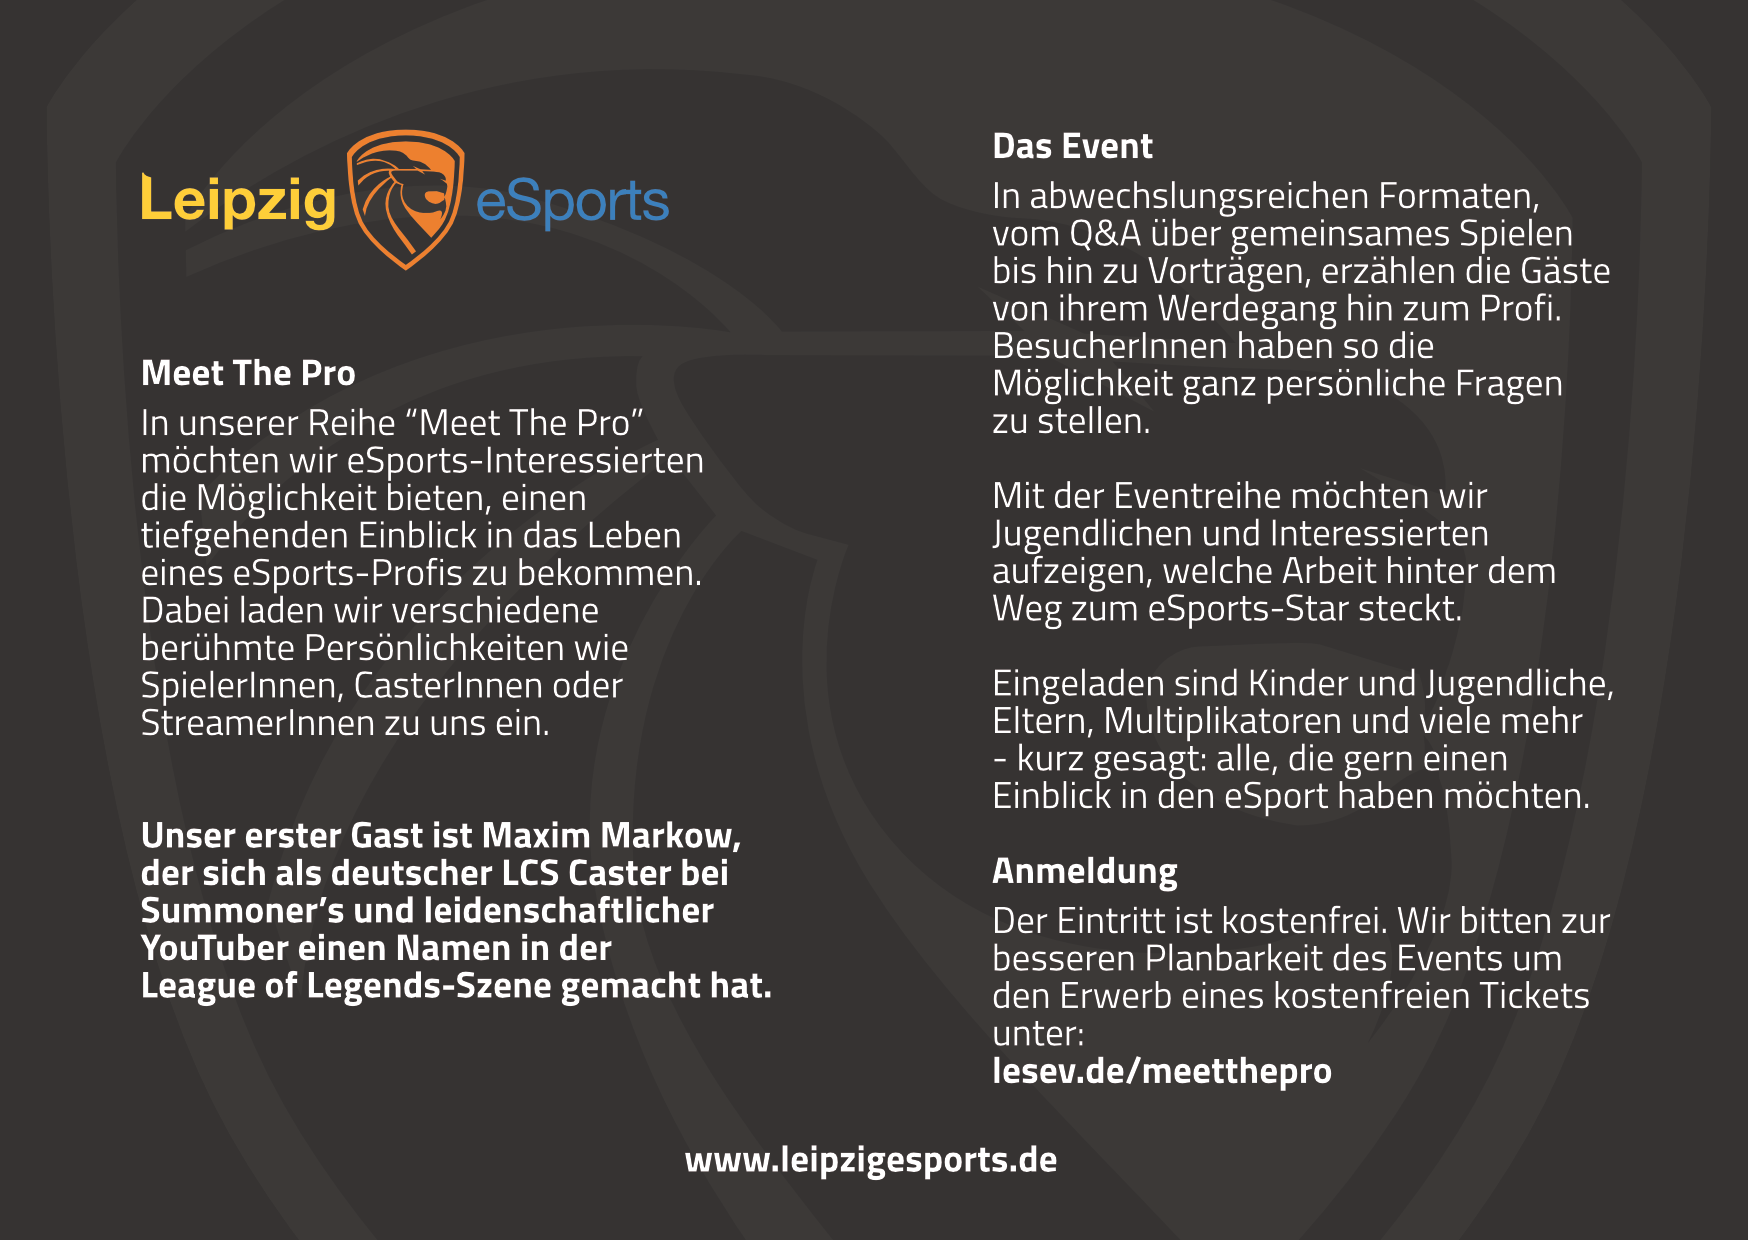 Leipzig eSports
Meet The Pro
In unserer Reihe “Meet The Pro”
möchten wir eSports-Interessierten
die Möglichkeit bieten, einen
tiefgehenden Einblick in das Leben
eines eSports-Profis zu bekommen.
Dabei laden wir verschiedene
berühmte Persönlichkeiten wie
SpielerInnen, CasterInnen oder
StreamerInnen zu uns ein.
Unser erster Gast ist Maxim Markow,
der sich als deutscher LCS Caster bei
Summoner’s und leidenschaftlicher
YouTuber einen Namen in der
League of Legends-Szene gemacht hat.
Das Event
In abwechslungsreichen Formaten,
vom Q&A über gemeinsames Spielen
bis hin zu Vorträgen, erzählen die Gäste
von ihrem Werdegang hin zum Profi.
BesucherInnen haben so die
Möglichkeit ganz persönliche Fragen
zu stellen.
Mit der Eventreihe möchten wir
Jugendlichen und Interessierten
aufzeigen, welche Arbeit hinter dem
Weg zum eSports-Star steckt.
Eingeladen sind Kinder und Jugendliche,
Eltern, Multiplikatoren und viele mehr
- kurz gesagt: alle, die gern einen
Einblick in den eSport haben möchten.
Anmeldung
Der Eintritt ist kostenfrei. Wir bitten zur
besseren Planbarkeit des Events um
den Erwerb eines kostenfreien Tickets
unter:
lesev.de/meetthepro
www.leipzigesports.de